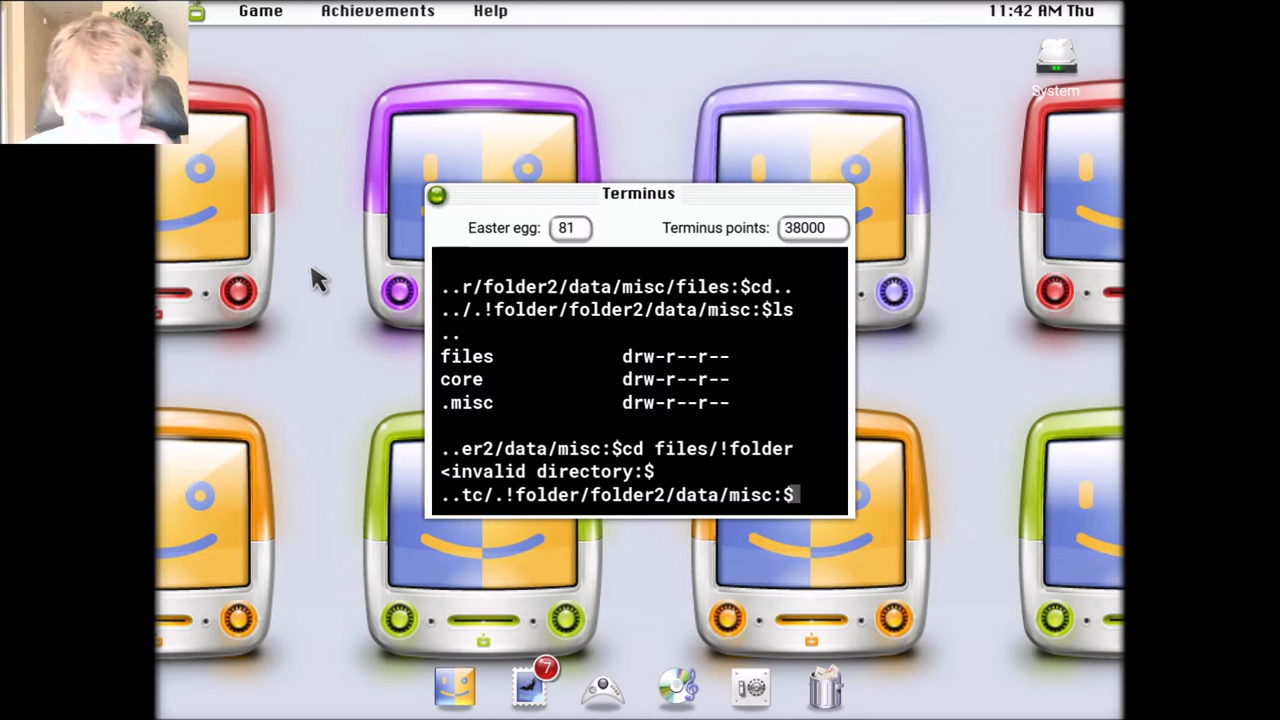 Game Achievements Help 11:42 AM Thu
System
Terminus
Easter egg: 81 Terminus points: 38000
..r/folder2/data/misc/files:$cd..
../.!folder/folder2/data/misc:$ls
..
files drw-r--r--
core drw-r--r--
.misc drw-r--r--
..er2/data/misc:$cd files/!folder
<invalid directory:$
..tc/.!folder/folder2/data/misc:$
7